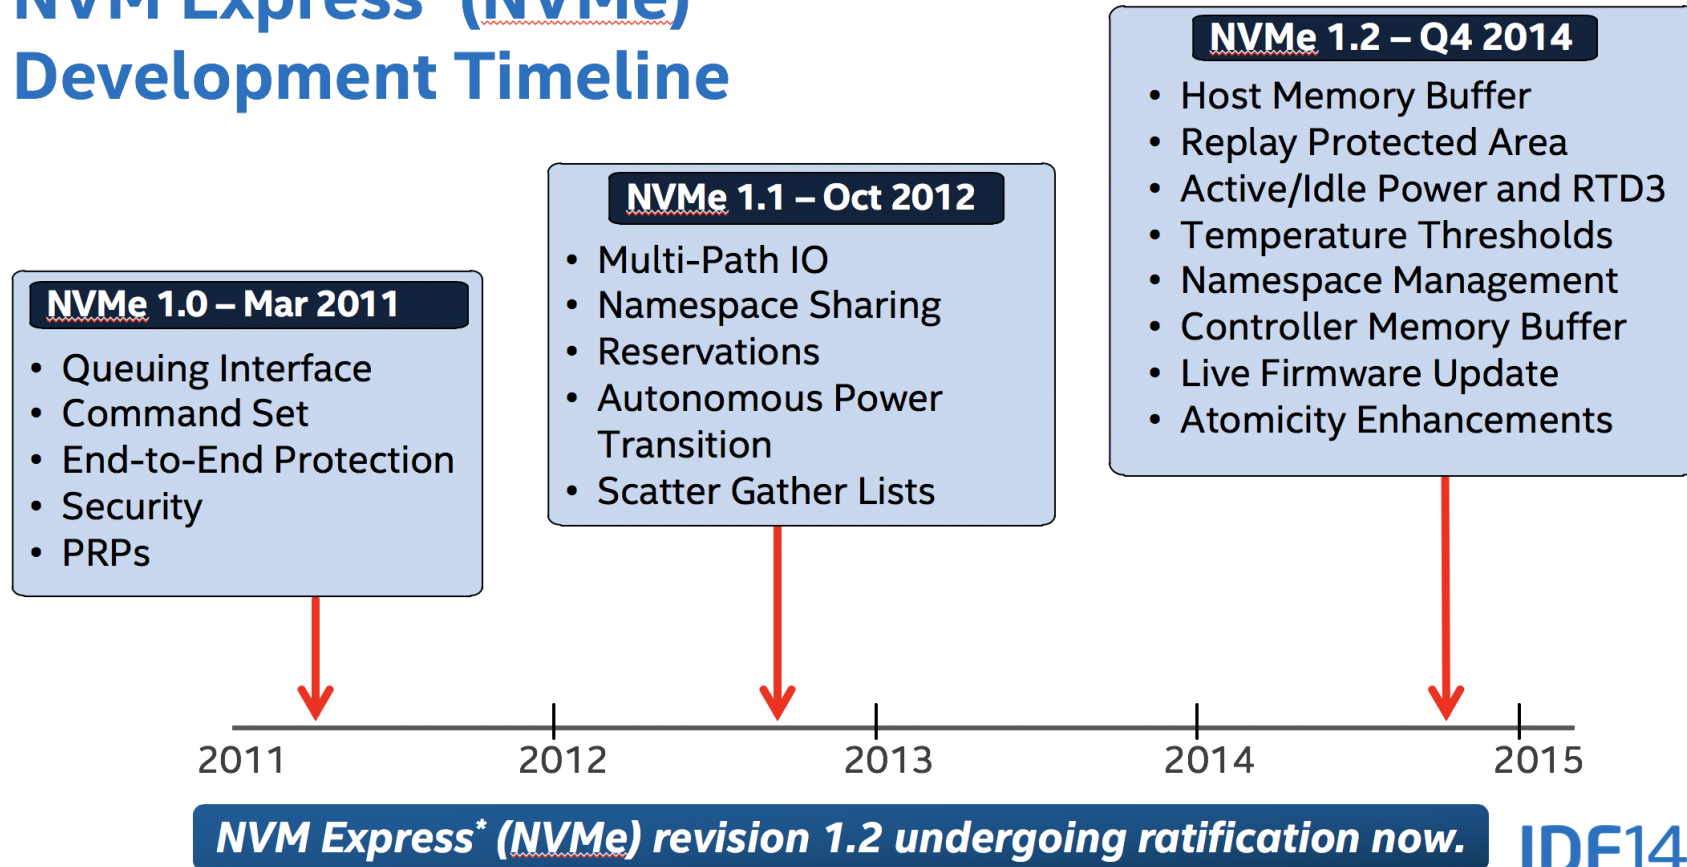 NVM Express* (NVMe)
Development Timeline
NVMe 1.0 – Mar 2011
• Queuing Interface
• Command Set
• End-to-End Protection
• Security
• PRPs
NVMe 1.1 – Oct 2012
• Multi-Path IO
• Namespace Sharing
• Reservations
• Autonomous Power
Transition
• Scatter Gather Lists
NVMe 1.2 – Q4 2014
• Host Memory Buffer
• Replay Protected Area
• Active/Idle Power and RTD3
• Temperature Thresholds
• Namespace Management
• Controller Memory Buffer
• Live Firmware Update
• Atomicity Enhancements
2011
2012
2013
2014
2015
NVM Express* (NVMe) revision 1.2 undergoing ratification now.
IDF14